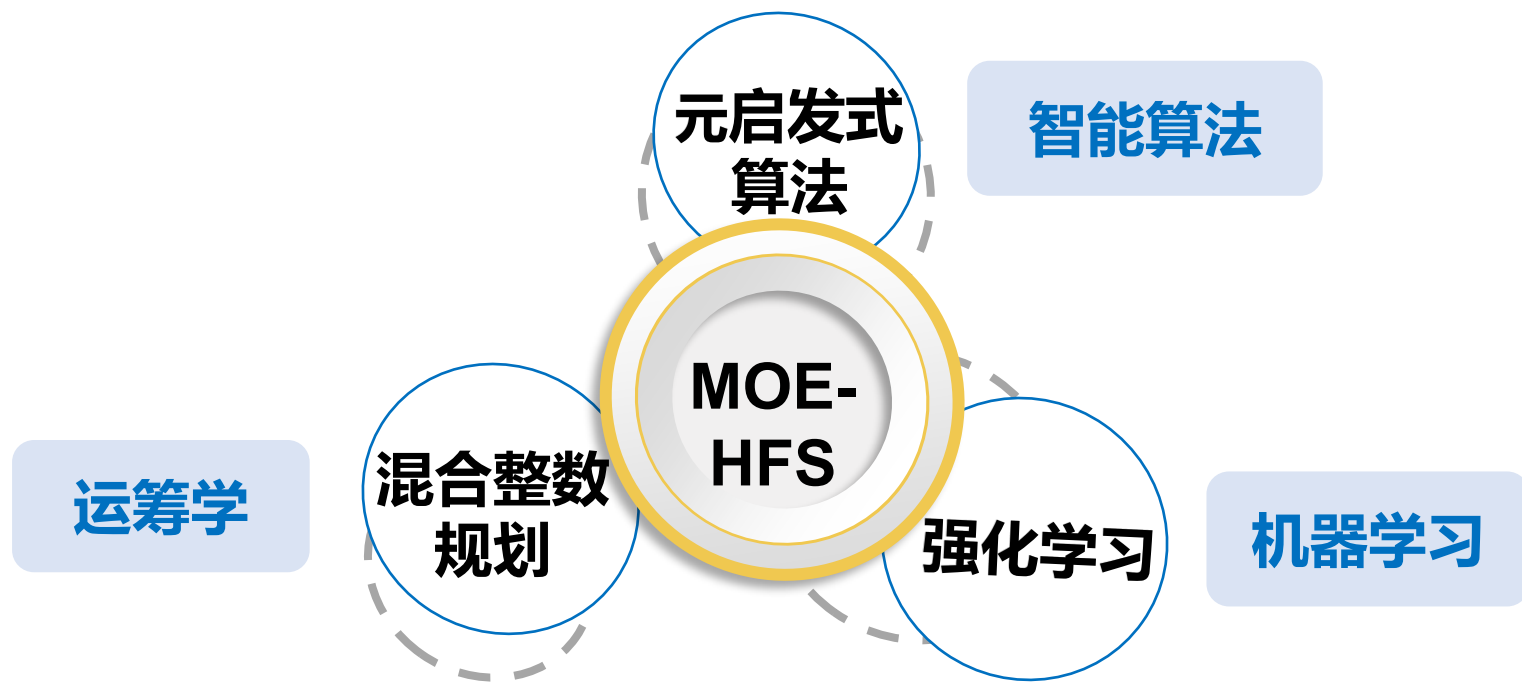 元启发式
算法
智能算法
MOE-
HFS
混合整数
规划
运筹学
强化学习
机器学习